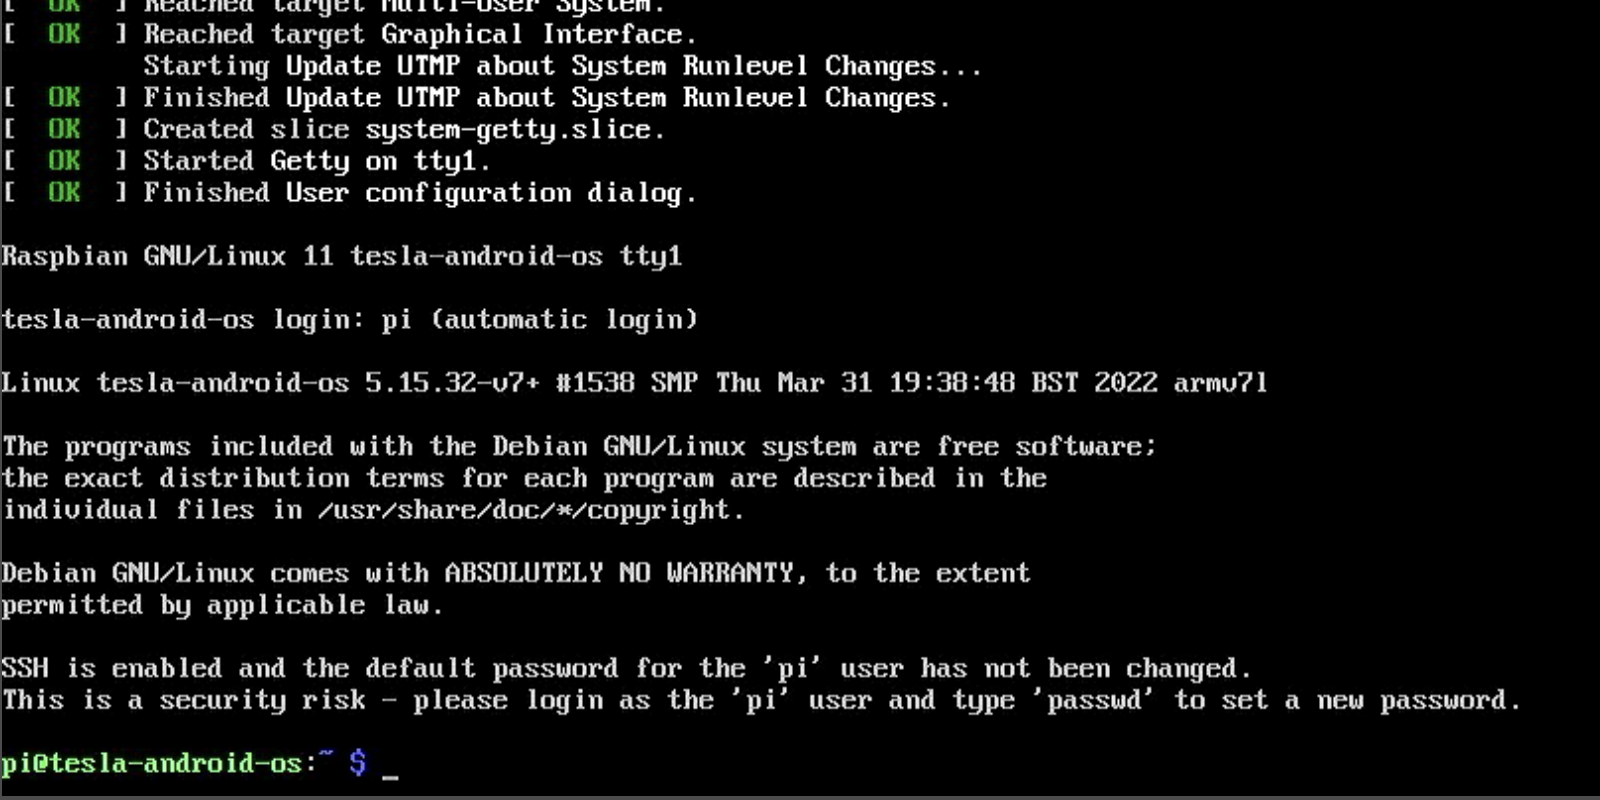 [  OK  ] Reached target Multi-User System.
[  OK  ] Reached target Graphical Interface.
         Starting Update UTMP about System Runlevel Changes...
[  OK  ] Finished Update UTMP about System Runlevel Changes.
[  OK  ] Created slice system-getty.slice.
[  OK  ] Started Getty on tty1.
[  OK  ] Finished User configuration dialog.

Raspbian GNU/Linux 11 tesla-android-os tty1

tesla-android-os login: pi (automatic login)

Linux tesla-android-os 5.15.32-v7+ #1538 SMP Thu Mar 31 19:38:48 BST 2022 armv7l

The programs included with the Debian GNU/Linux system are free software;
the exact distribution terms for each program are described in the
individual files in /usr/share/doc/*/copyright.

Debian GNU/Linux comes with ABSOLUTELY NO WARRANTY, to the extent
permitted by applicable law.

SSH is enabled and the default password for the 'pi' user has not been changed.
This is a security risk - please login as the 'pi' user and type 'passwd' to set a new password.

pi@tesla-android-os:~ $ _